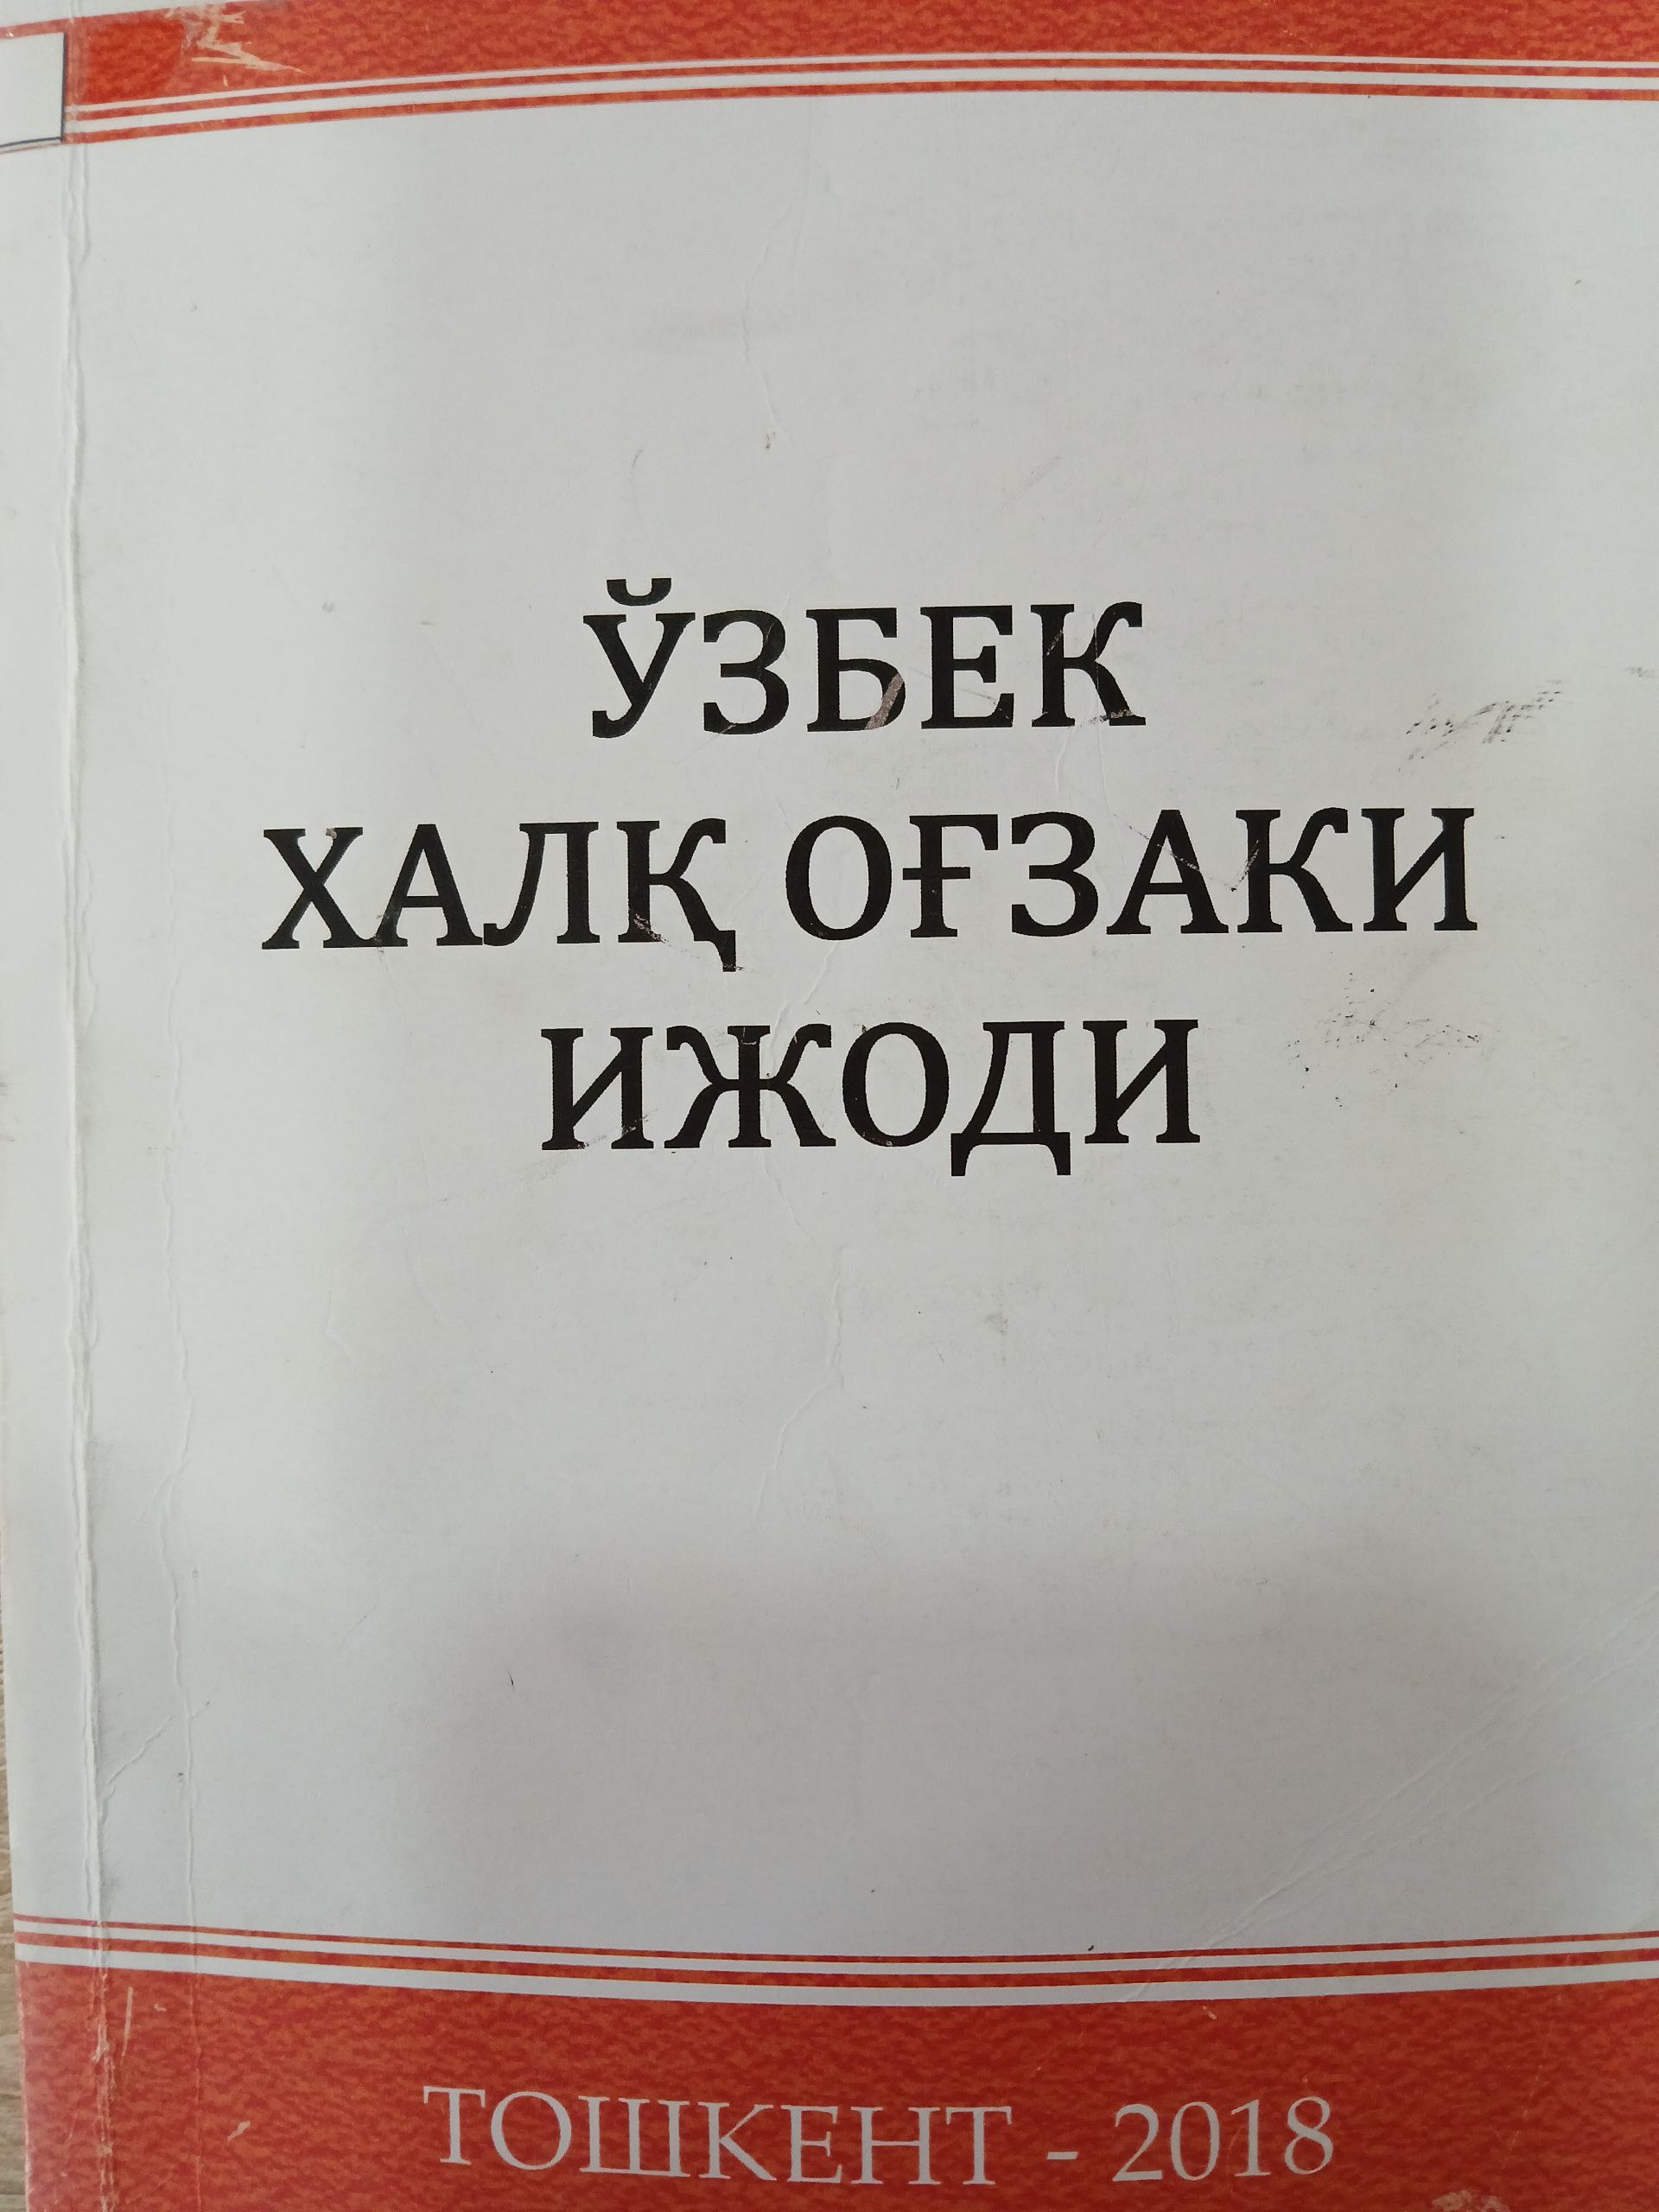 ЎЗБЕК
ХАЛҚ ОҒЗАКИ
ИЖОДИ
ТОШКЕНТ - 2018